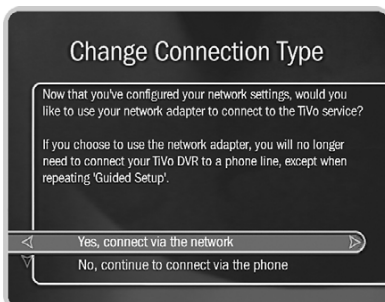 Change Connection Type
Now that you've configured your network settings, would you
like to use your network adapter to connect to the TiVo service?
If you choose to use the network adapter, you will no longer
need to connect your TiVo DVR to a phone line, except when
repeating 'Guided Setup'.
Yes, connect via the network
No, continue to connect via the phone